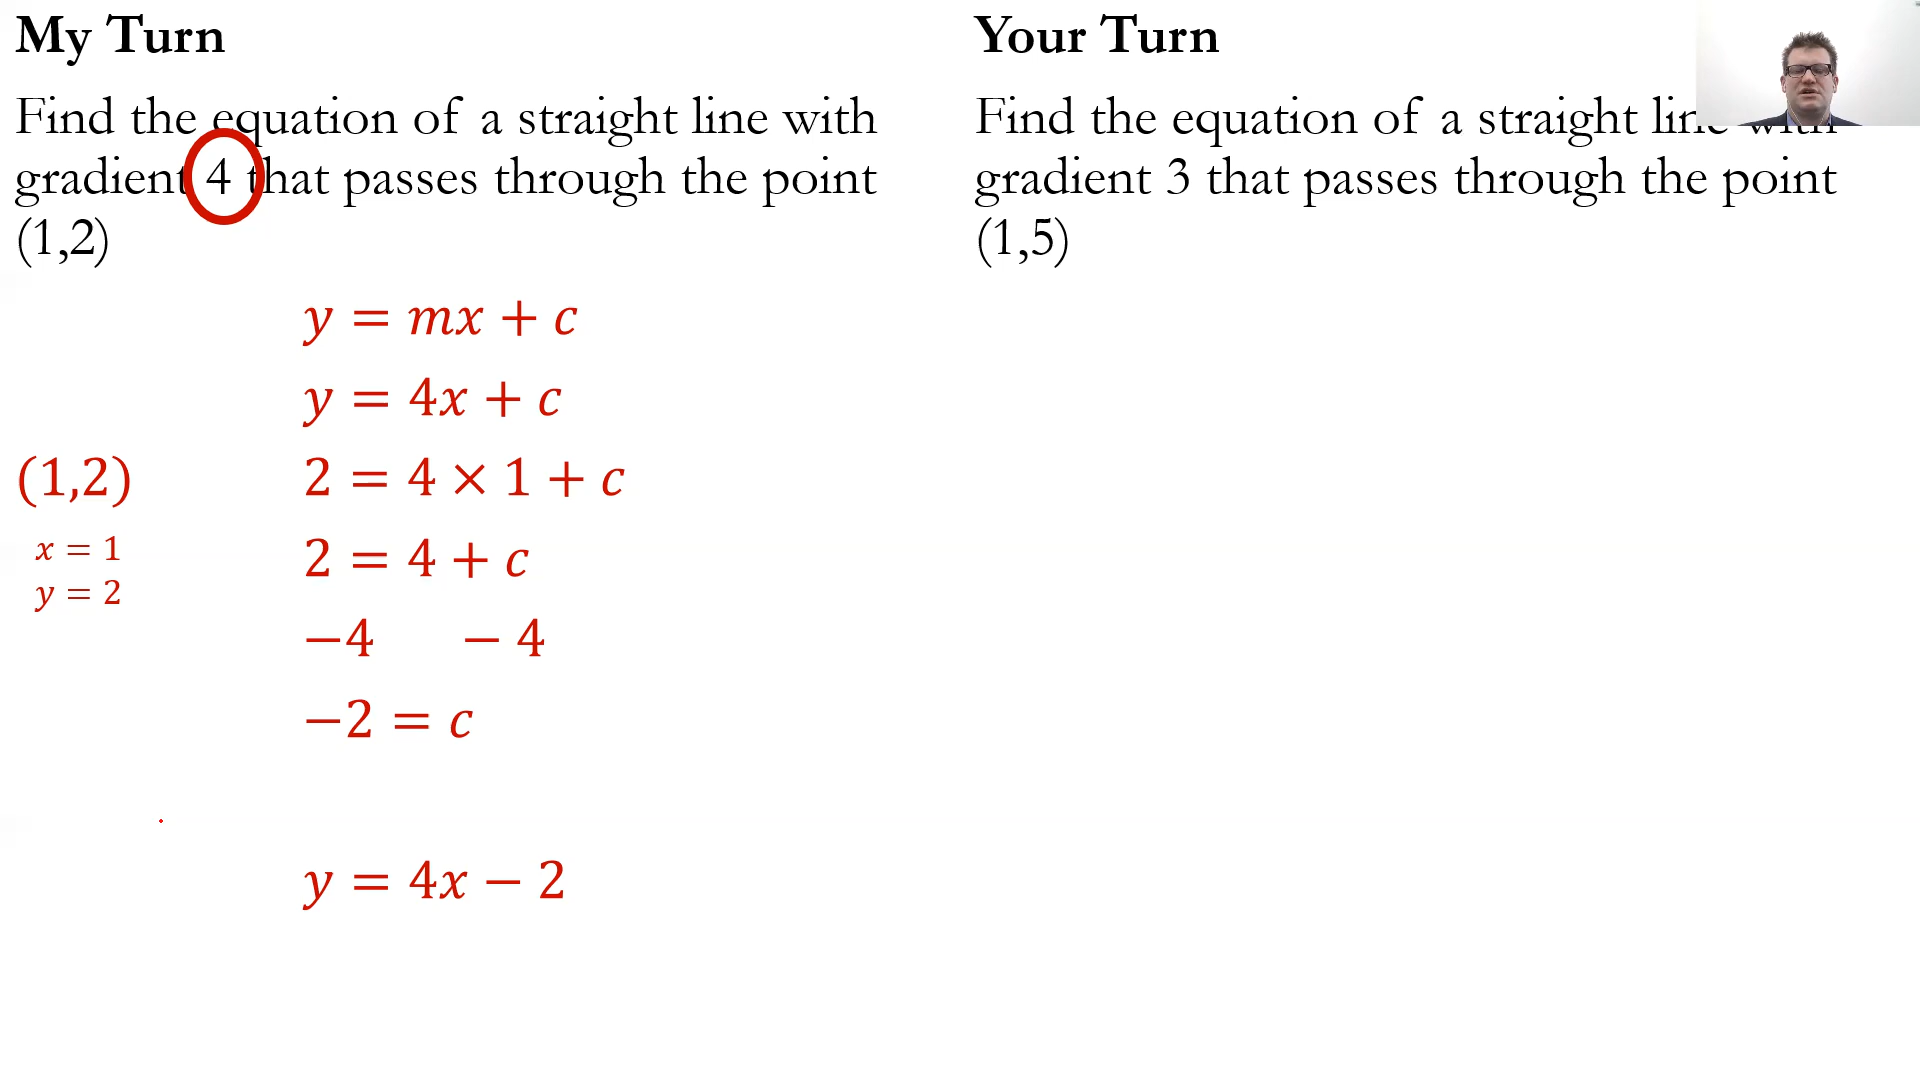 My Turn
Find the equation of a straight line with
gradient 4 that passes through the point
(1,2)
y = mx + c
y = 4x + c
(1,2)
2 = 4 × 1 + c
x = 1
y = 2
2 = 4 + c
−4 − 4
−2 = c
y = 4x − 2
Your Turn
Find the equation of a straight line with
gradient 3 that passes through the point
(1,5)